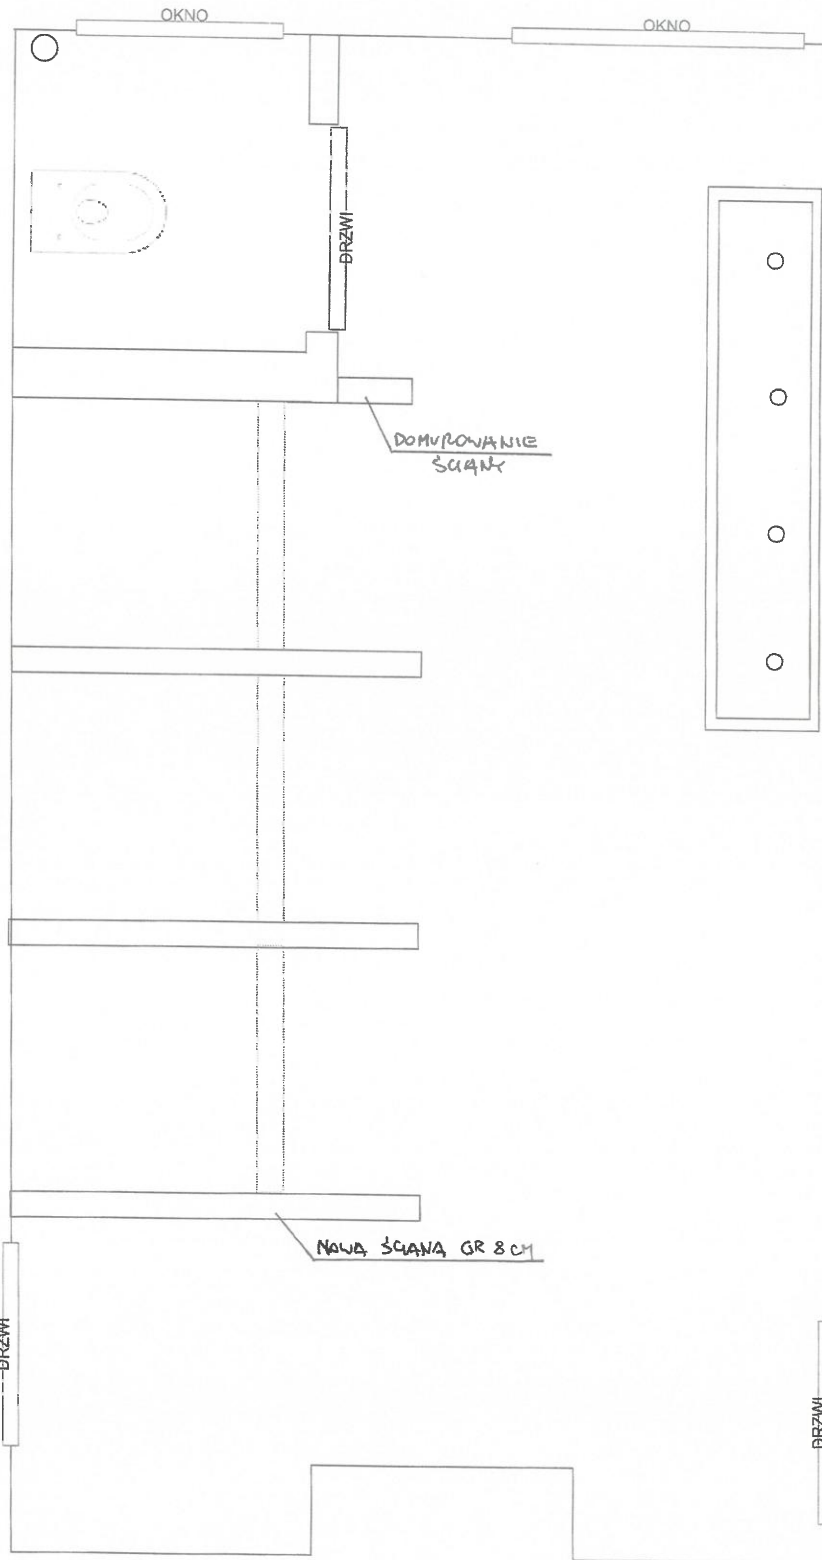 OKNO
OKNO
DRZWI
DOMUROWANIE
ŚCIANY
NOWA ŚCIANA GR 8 CM
DRZWI
DRZWI